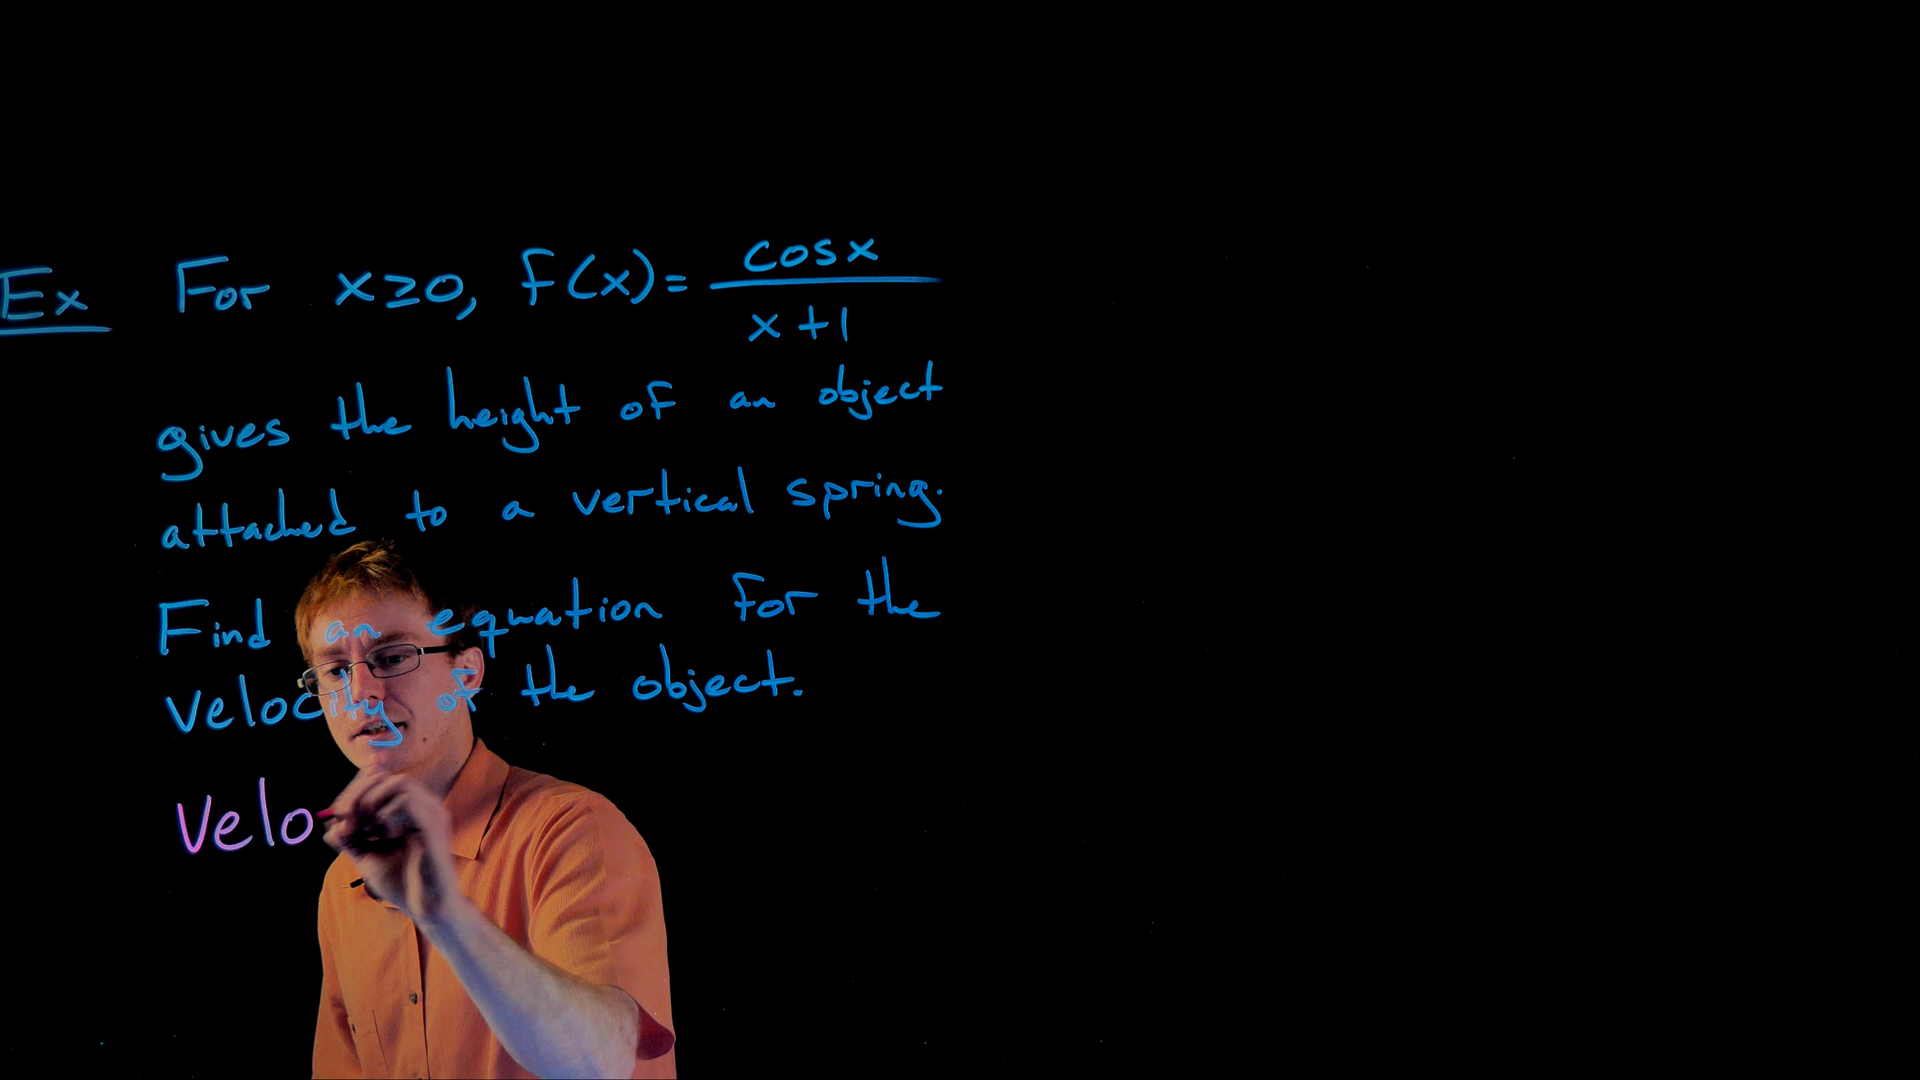 Ex For x≥0, f(x)= cosx
x+1
gives the height of an object
attached to a vertical spring.
Find an equation for the
velocity of the object.
Velo